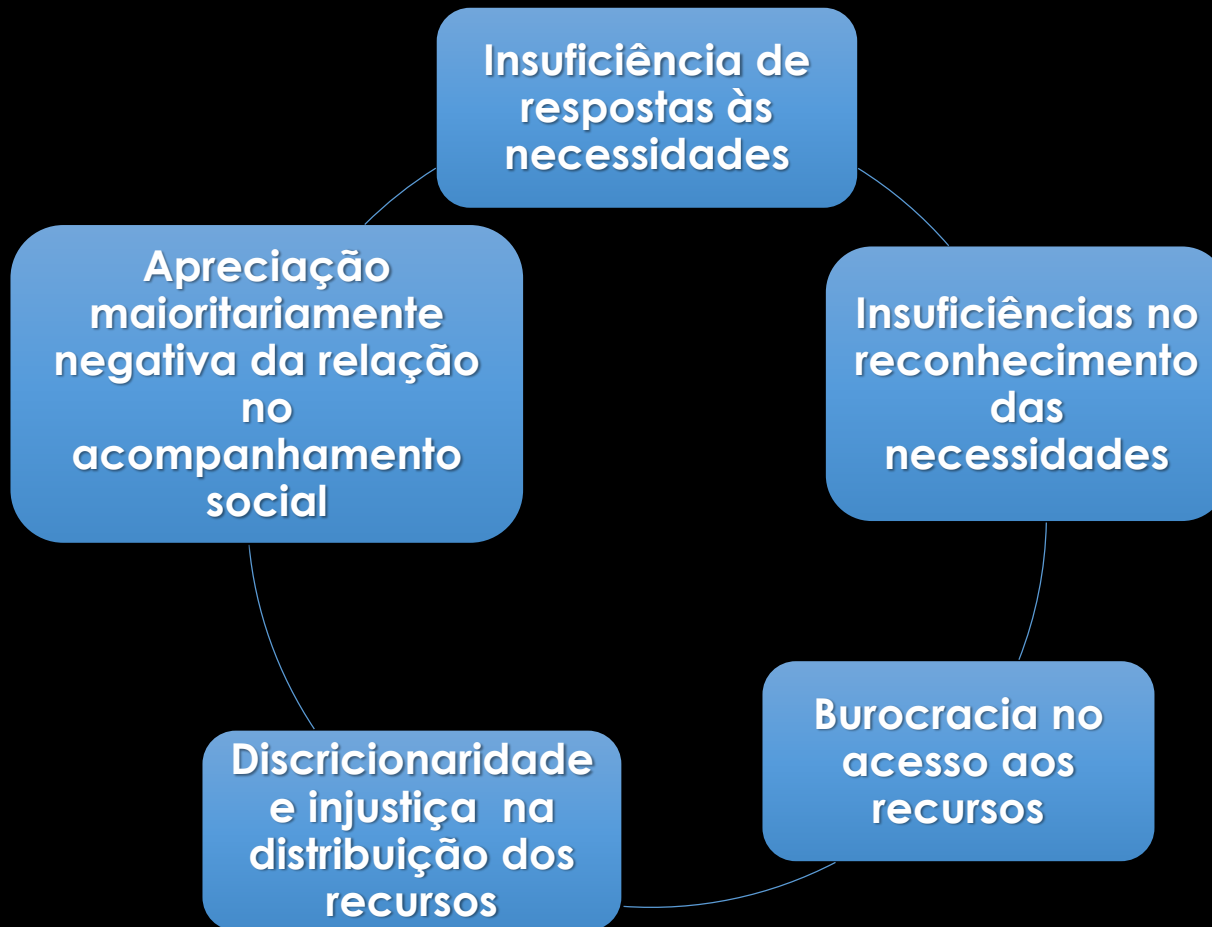 Insuficiência de
respostas às
necessidades
Insuficiências no
reconhecimento
das
necessidades
Burocracia no
acesso aos
recursos
Discricionaridade
e injustiça na
distribuição dos
recursos
Apreciação
maioritariamente
negativa da relação
no
acompanhamento
social